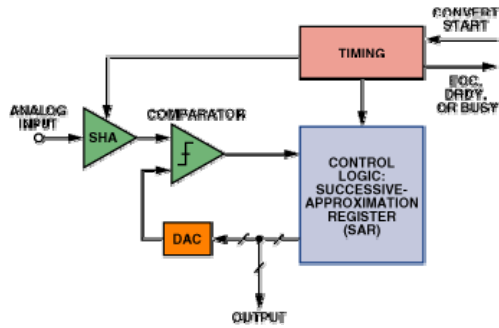 CONVERT
START
TIMING
EOC,
DRDY,
OR BUSY
ANALOG
INPUT
SHA
COMPARATOR
CONTROL
LOGIC:
SUCCESSIVE-
APPROXIMATION
REGISTER
(SAR)
DAC
OUTPUT